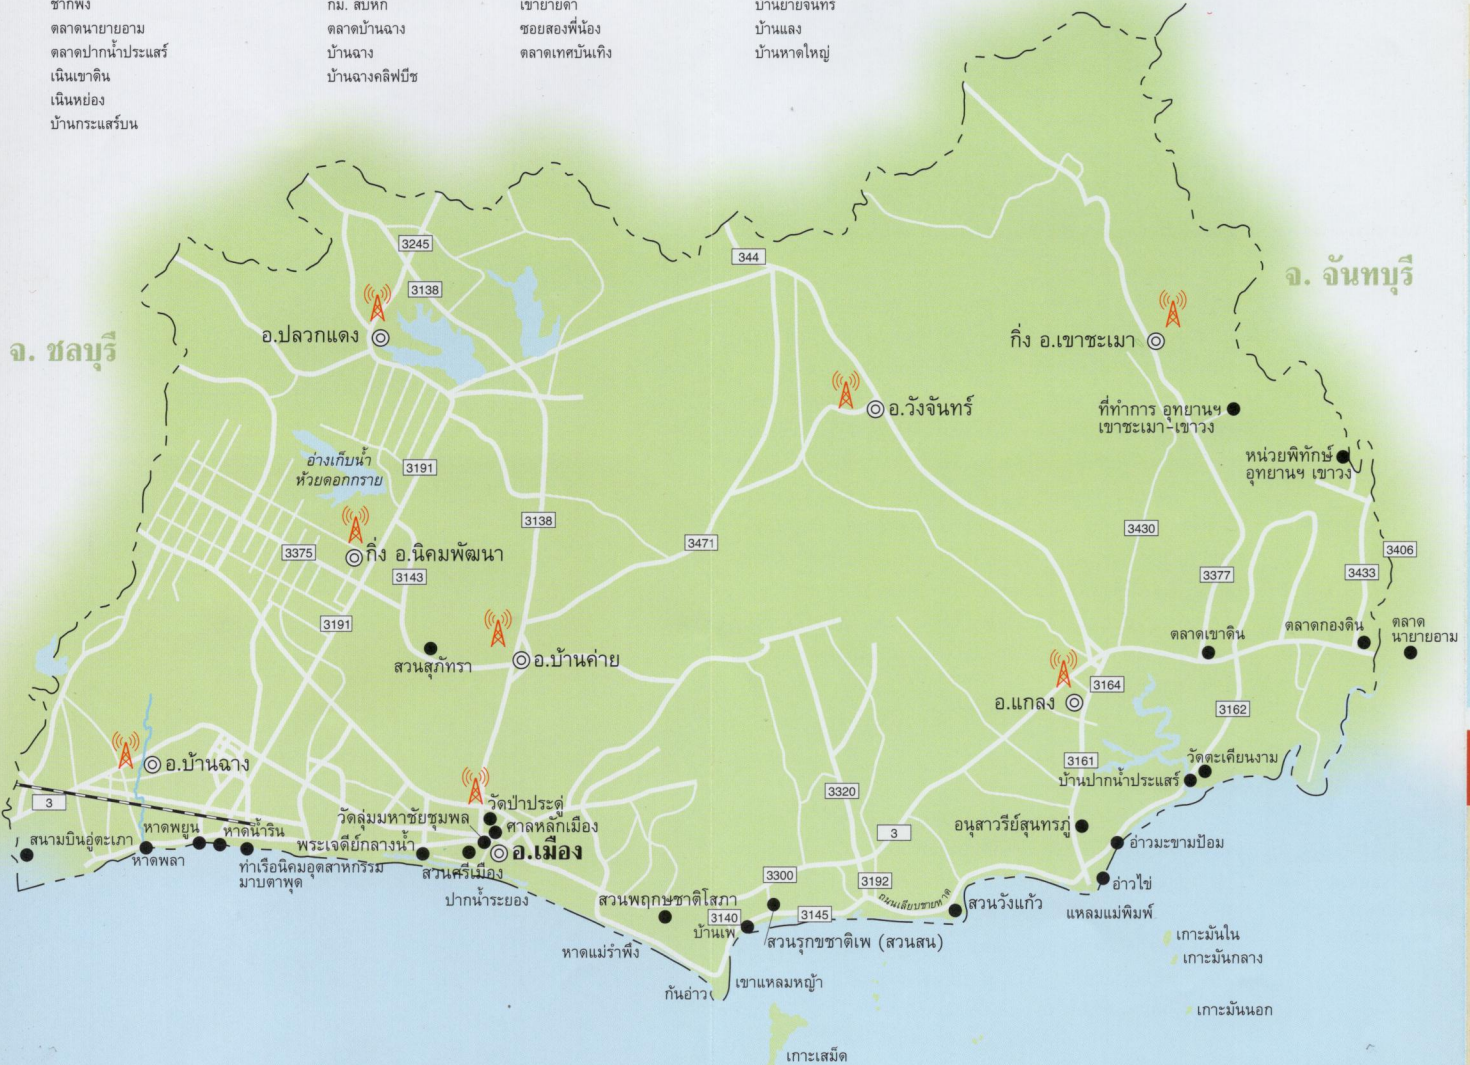 ชากพง
ตลาดนายายอาม
ตลาดปากน้ำประแสร์
เนินเขาดิน
เนินหย่อง
บ้านกระแสร์บน
กม. สิบหก
ตลาดบ้านฉาง
บ้านฉาง
บ้านฉางคลิฟบีช
เขายายดา
ซอยสองพี่น้อง
ตลาดเทศบันเทิง
บ้านยายจันทร์
บ้านแลง
บ้านหาดใหญ่
จ. ชลบุรี
จ. จันทบุรี
3245
3138
344
อ.ปลวกแดง
กิ่ง อ.เขาชะเมา
อ.วังจันทร์
ที่ทำการ อุทยานฯ
เขาชะเมา-เขาวง
หน่วยพิทักษ์
อุทยานฯ เขาวง
อ่างเก็บน้ำ
ห้วยดอกกราย
3191
3138
3375
กิ่ง อ.นิคมพัฒนา
3143
3471
3430
3406
3377
3433
3191
สวนสุภัทรา
อ.บ้านค่าย
ตลาดเขาดิน
ตลาดกองดิน
ตลาด
นายายอาม
อ.แกลง
3164
3162
อ.บ้านฉาง
3161
วัดตะเคียนงาม
บ้านปากน้ำประแสร์
3
3320
วัดป่าประดู่
วัดลุ่มมหาชัยชุมพล
ศาลหลักเมือง
อนุสาวรีย์สุนทรภู่
3
สนามบินอู่ตะเภา
หาดพยูน
หาดน้ำริน
พระเจดีย์กลางน้ำ
อ.เมือง
อ่าวมะขามป้อม
หาดพลา
ท่าเรือนิคมอุตสาหกรรม
มาบตาพุด
สวนศรีเมือง
3300
3192
อ่าวไข่
ปากน้ำระยอง
สวนพฤกษชาติโสภา
ถนนเลียบชายหาด
สวนวังแก้ว
แหลมแม่พิมพ์
3140
3145
บ้านเพ
สวนรุกขชาติเพ (สวนสน)
เกาะมันใน
เกาะมันกลาง
หาดแม่รำพึง
เขาแหลมหญ้า
ก้นอ่าว
เกาะมันนอก
เกาะเสม็ด